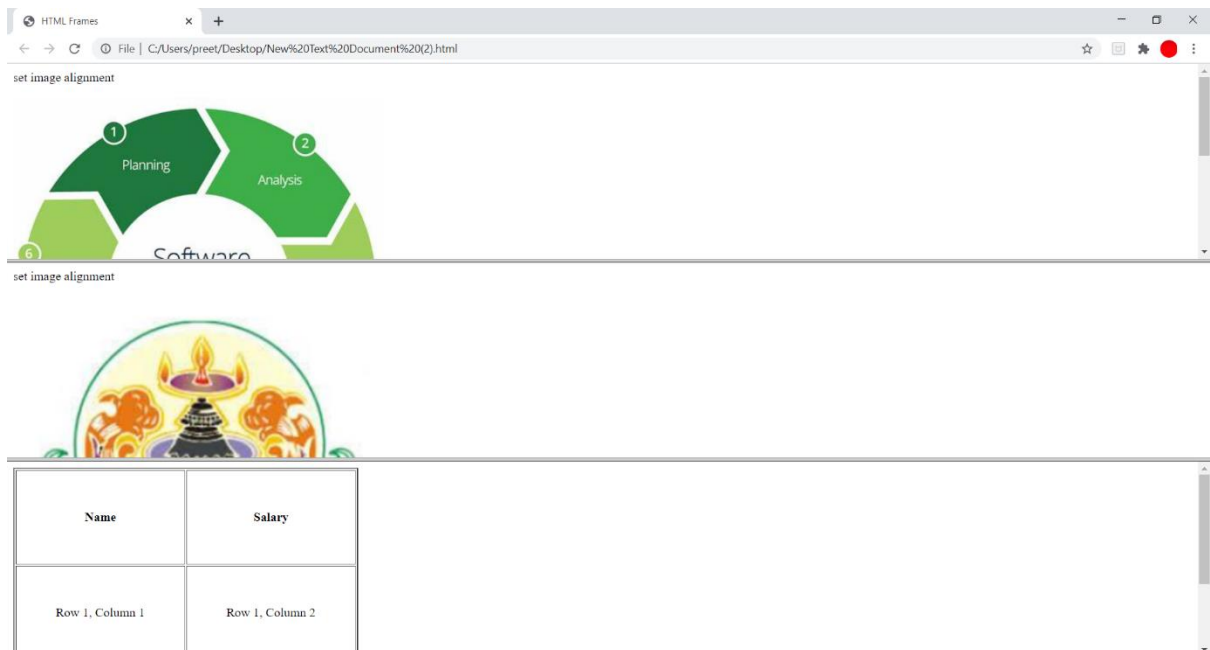 HTML Frames
File | C:/Users/preet/Desktop/New%20Text%20Document%20(2).html
set image alignment
1
Planning
2
Analysis
6
Software
set image alignment
Name Salary
Row 1, Column 1 Row 1, Column 2